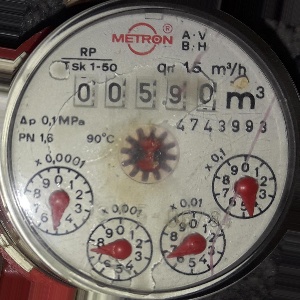 METRON ®
A·V
B·H
RP
Tsk 1-50
qn 1,5 m³/h
00590 m³
4743993
Δp 0,1MPa
PN 1,6 90°C
x 0,0001
x 0,1
x 0,001
x 0,01